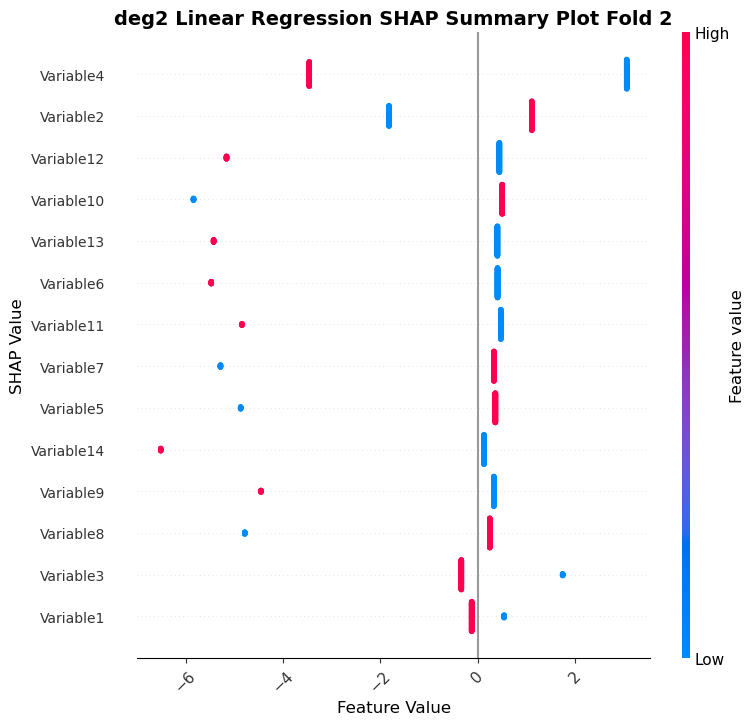 deg2 Linear Regression SHAP Summary Plot Fold 2
High
Variable4
Variable2
Variable12
Variable10
Variable13
Variable6
Variable11
Variable7
Variable5
Variable14
Variable9
Variable8
Variable3
Variable1
SHAP Value
Feature value
Low
−6
−4
−2
0
2
Feature Value